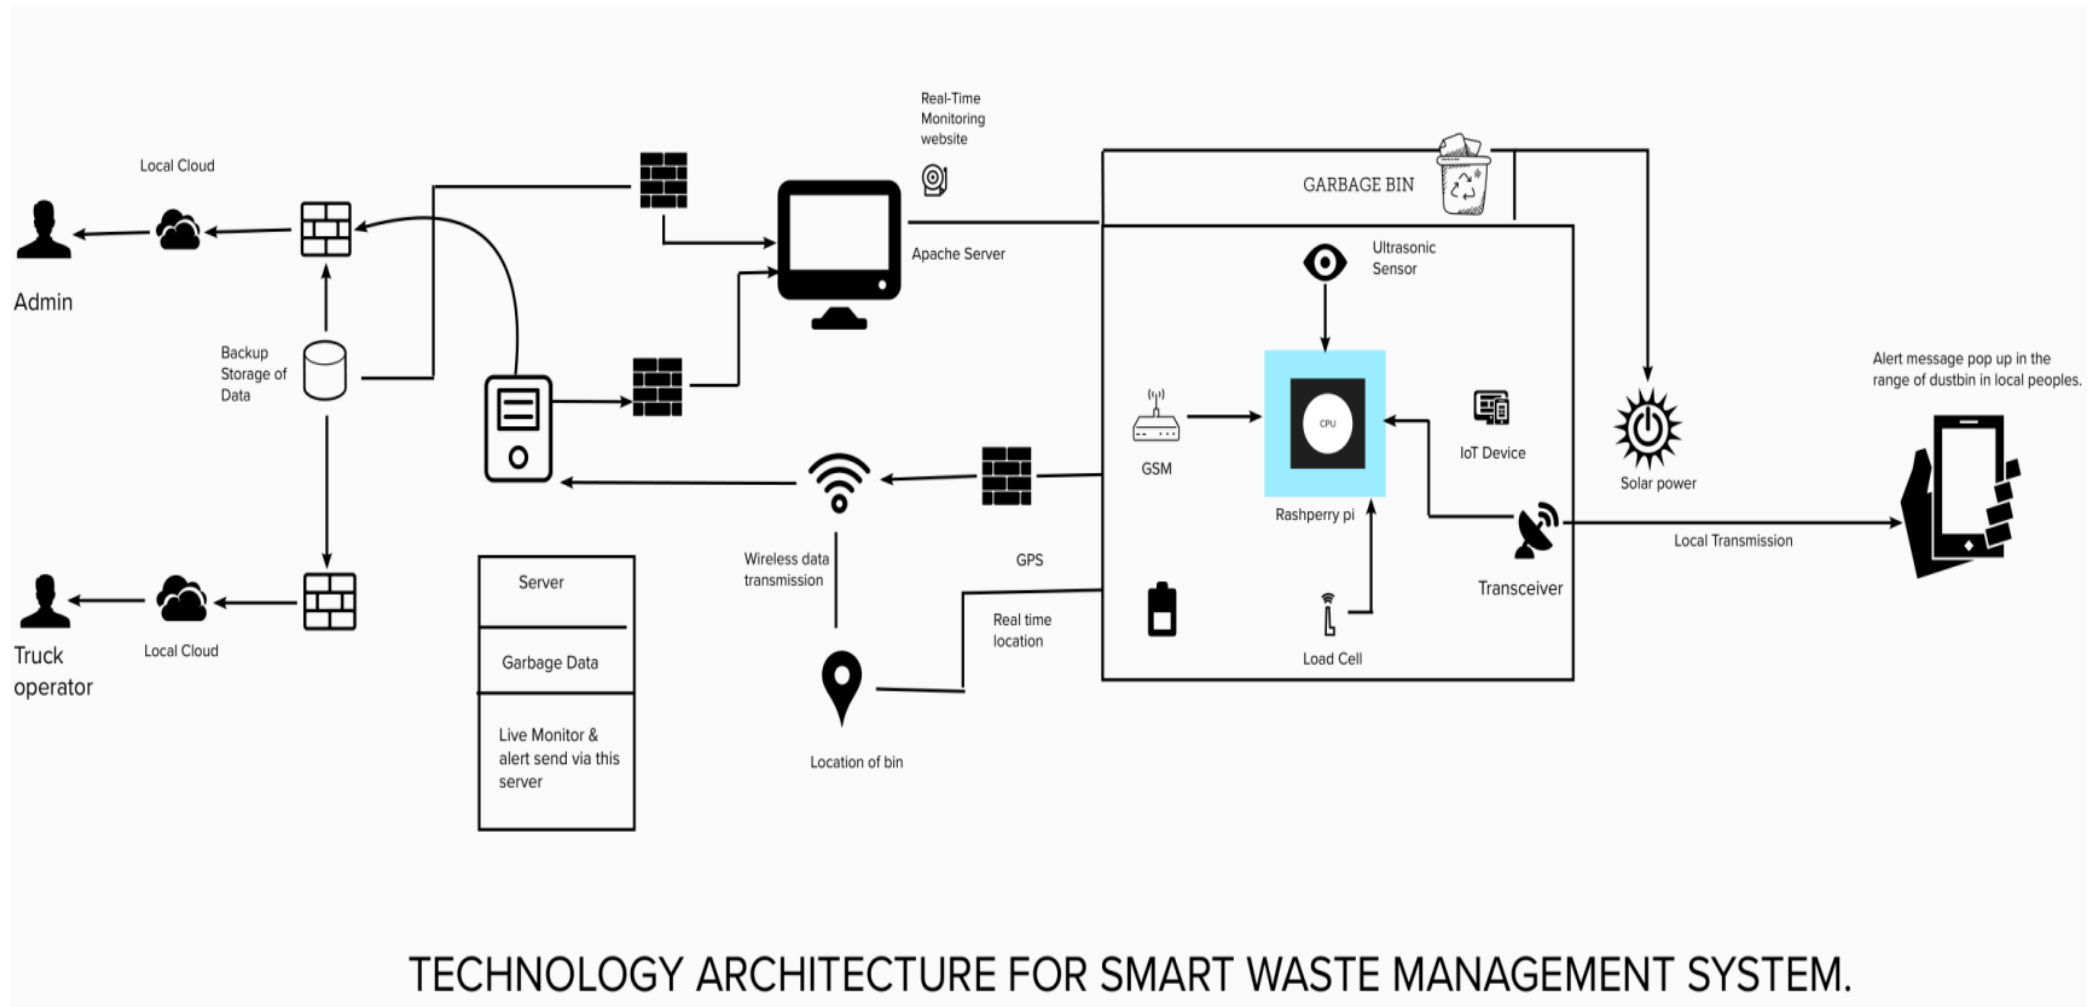 Real-Time
Monitoring
website
Local Cloud
Admin
Backup
Storage of
Data
Apache Server
GARBAGE BIN
Ultrasonic
Sensor
GSM
CPU
Rashperry pi
IoT Device
Solar power
Alert message pop up in the
range of dustbin in local peoples.
Transceiver
Local Transmission
Load Cell
GPS
Real time
location
Wireless data
transmission
Location of bin
Server
Garbage Data
Live Monitor &
alert send via this
server
Local Cloud
Truck
operator
TECHNOLOGY ARCHITECTURE FOR SMART WASTE MANAGEMENT SYSTEM.